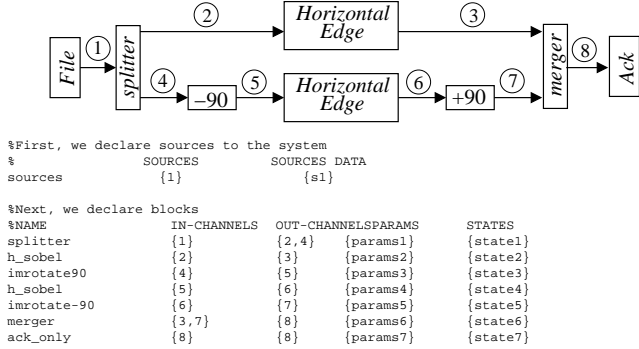 2
3
Horizontal
Edge
1
8
File
splitter
merger
Ack
4
5
Horizontal
Edge
6
7
−90
+90
%First, we declare sources to the system
% SOURCES SOURCES DATA
sources {1} {s1}
%Next, we declare blocks
%NAME IN-CHANNELS OUT-CHANNELSPARAMS STATES
splitter {1} {2,4} {params1} {state1}
h_sobel {2} {3} {params2} {state2}
imrotate90 {4} {5} {params3} {state3}
h_sobel {5} {6} {params4} {state4}
imrotate-90 {6} {7} {params5} {state5}
merger {3,7} {8} {params6} {state6}
ack_only {8} {8} {params7} {state7}